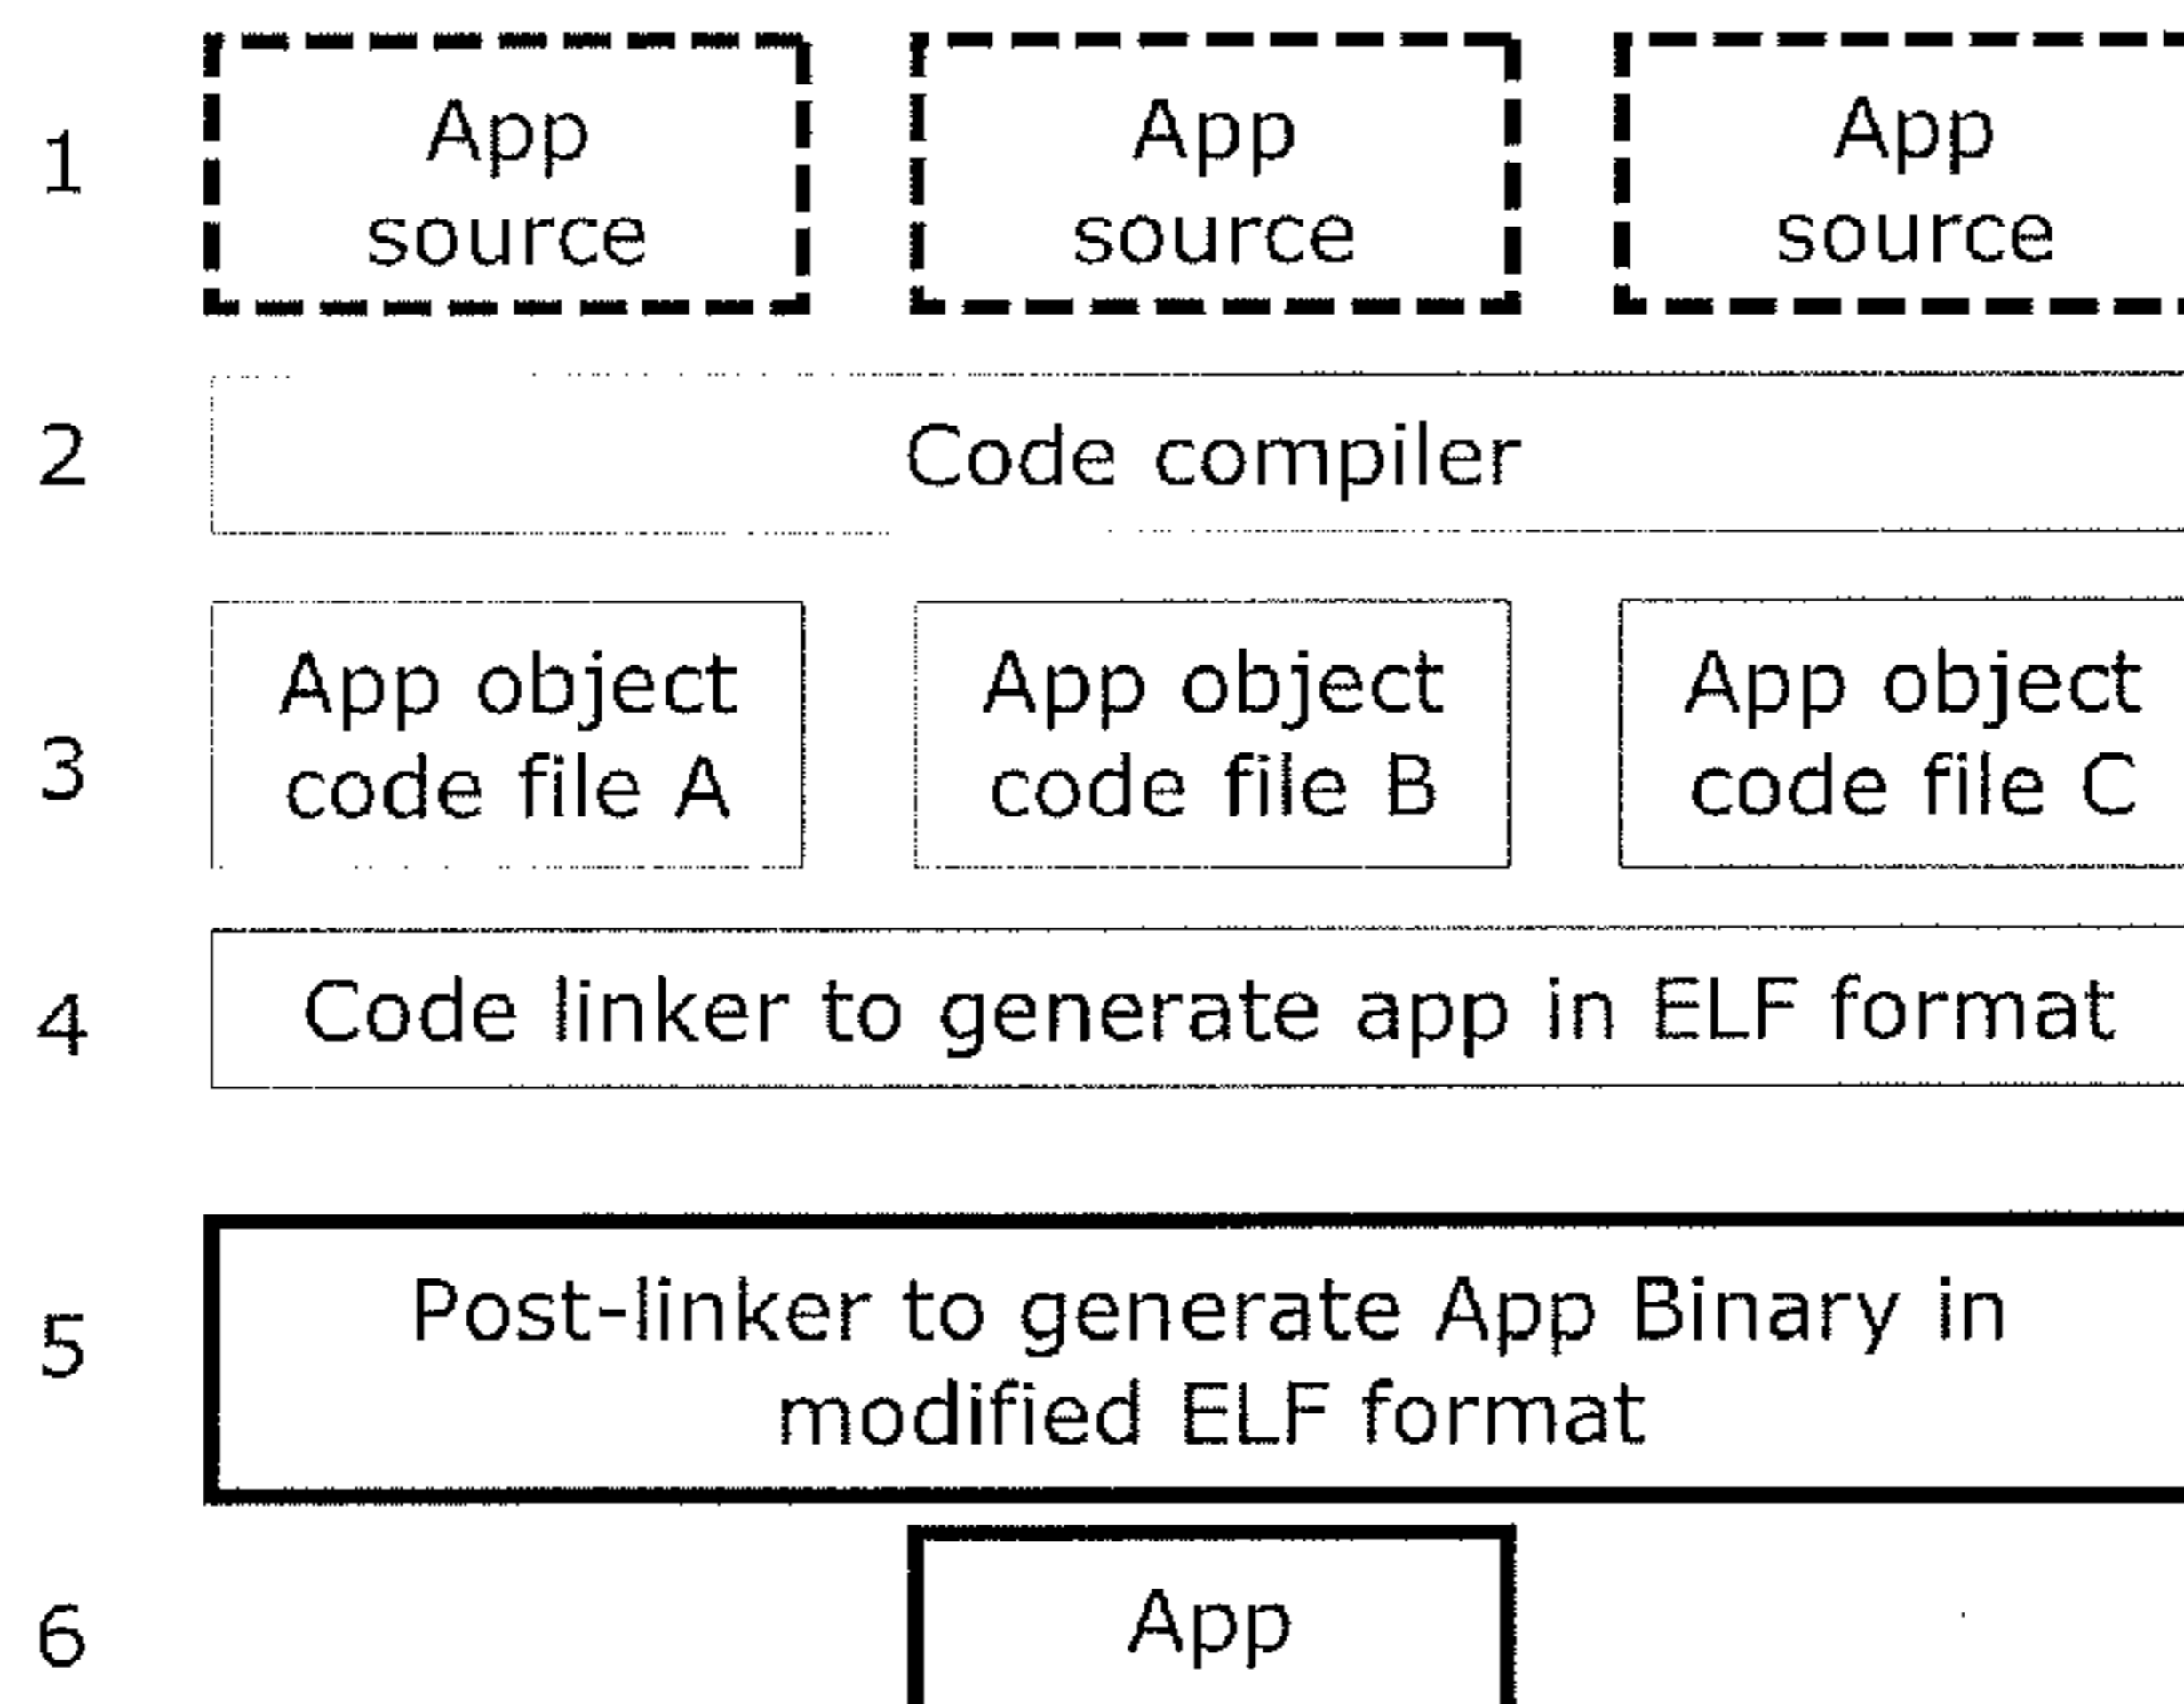 1
App
source
App
source
App
source
2
Code compiler
3
App object
code file A
App object
code file B
App object
code file C
4
Code linker to generate app in ELF format
5
Post-linker to generate App Binary in
modified ELF format
6
App